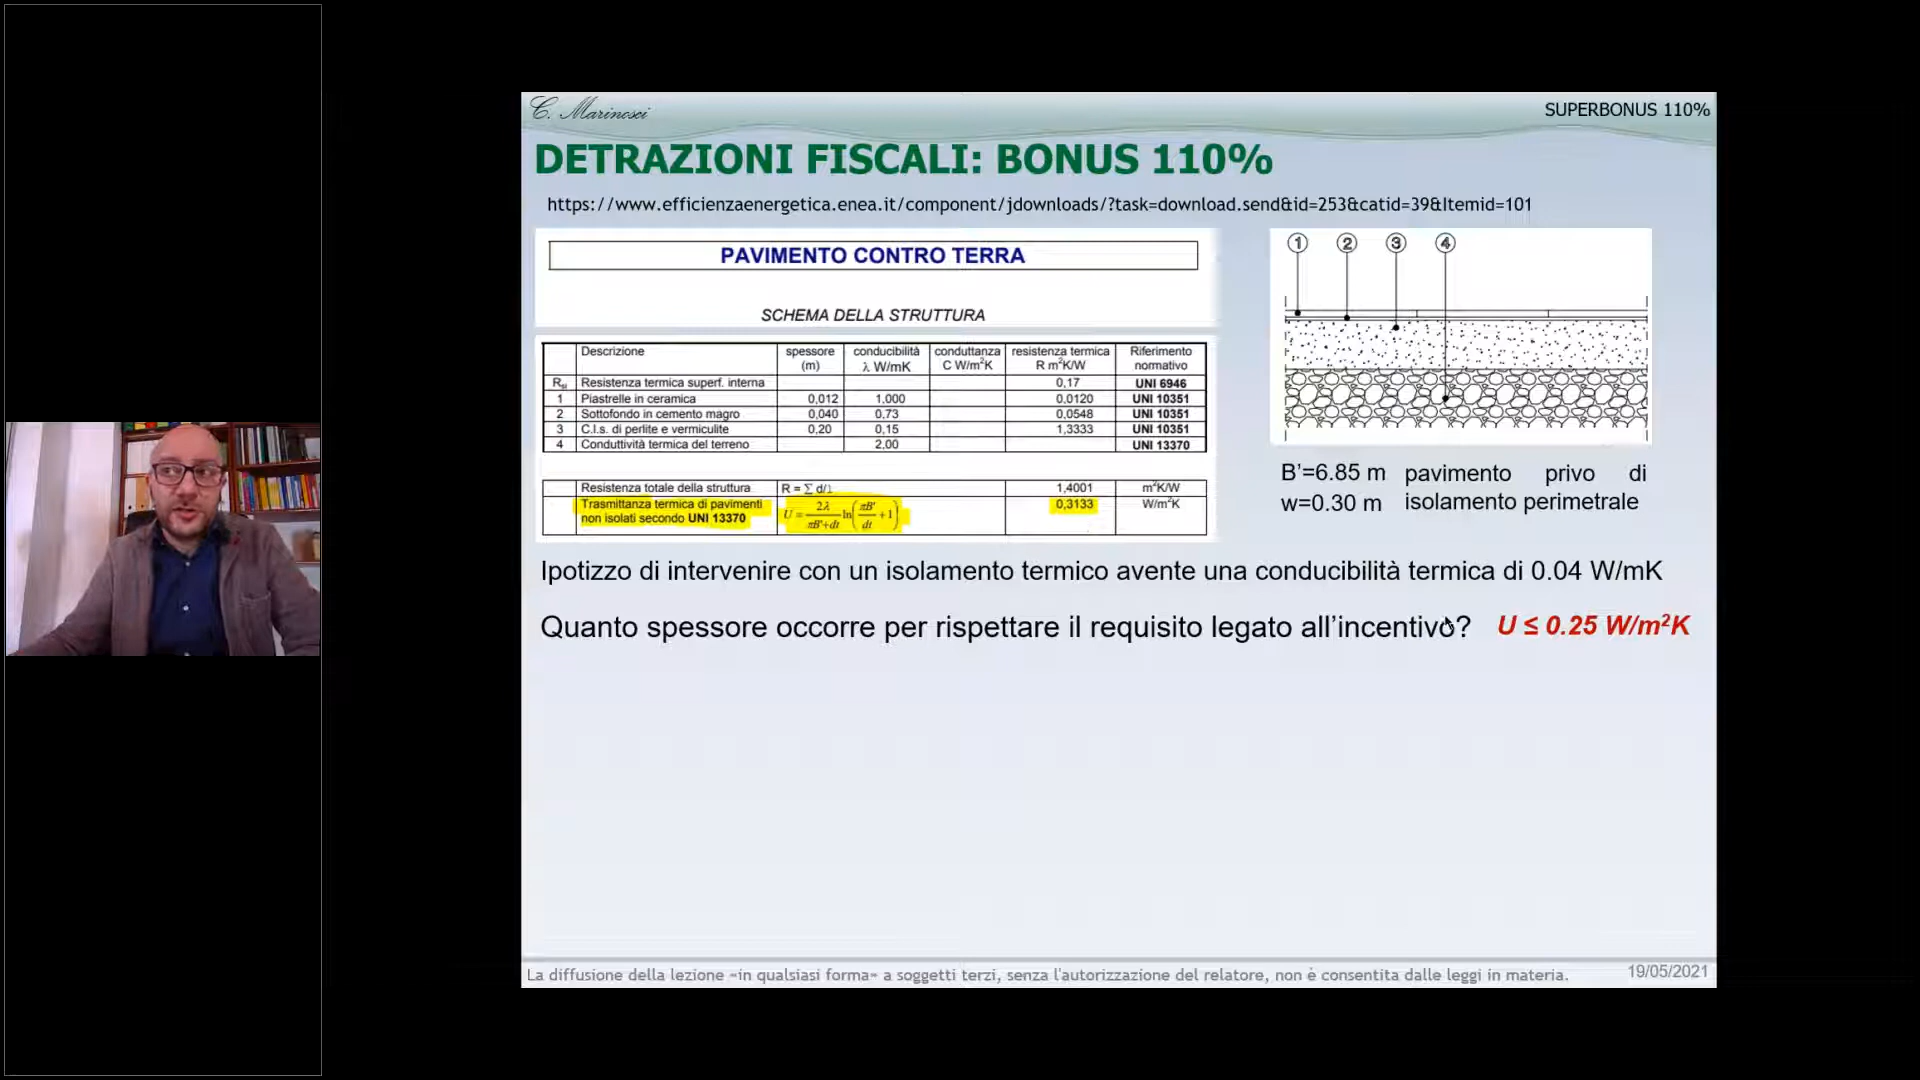 C. Marinosci
SUPERBONUS 110%
DETRAZIONI FISCALI: BONUS 110%
https://www.efficienzaenergetica.enea.it/component/jdownloads/?task=download.send&id=253&catid=39&Itemid=101
PAVIMENTO CONTRO TERRA
SCHEMA DELLA STRUTTURA
Descrizione spessore (m) conducibilità λ W/mK conduttanza C W/m²K resistenza termica R m²K/W Riferimento normativo
Rsi Resistenza termica superf. interna 0,17 UNI 6946
1 Piastrelle in ceramica 0,012 1,000 0,0120 UNI 10351
2 Sottofondo in cemento magro 0,040 0,73 0,0548 UNI 10351
3 C.l.s. di perlite e vermiculite 0,20 0,15 1,3333 UNI 10351
4 Conduttività termica del terreno 2,00 UNI 13370
Resistenza totale della struttura R = ∑ d/ 1,4001 m²K/W
Trasmittanza termica di pavimenti non isolati secondo UNI 13370 U = 2λ/(πB'+dt) ln(πB'/dt + 1) 0,3133 W/m²K
1 2 3 4
B’=6.85 m pavimento privo di
w=0.30 m isolamento perimetrale
Ipotizzo di intervenire con un isolamento termico avente una conducibilità termica di 0.04 W/mK
Quanto spessore occorre per rispettare il requisito legato all’incentivo? U ≤ 0.25 W/m²K
La diffusione della lezione «in qualsiasi forma» a soggetti terzi, senza l'autorizzazione del relatore, non è consentita dalle leggi in materia.
19/05/2021